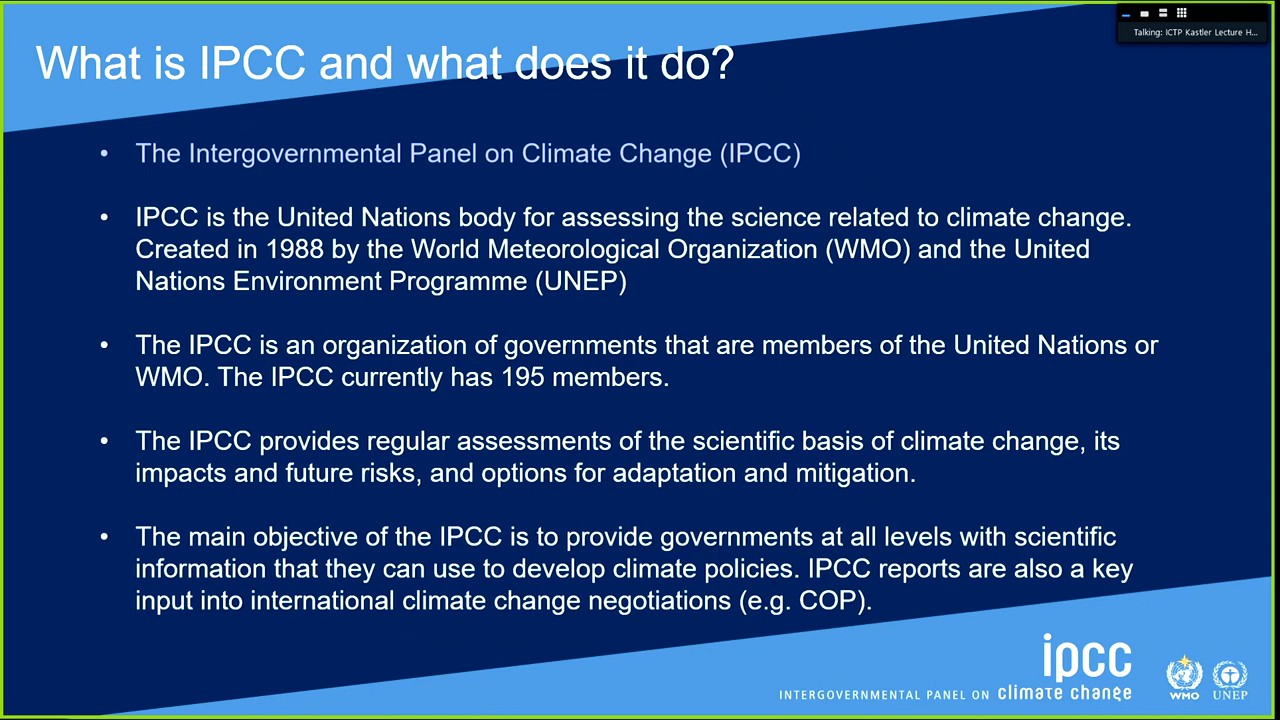 Talking: ICTP Kastler Lecture H...
What is IPCC and what does it do?
• The Intergovernmental Panel on Climate Change (IPCC)
• IPCC is the United Nations body for assessing the science related to climate change.
Created in 1988 by the World Meteorological Organization (WMO) and the United
Nations Environment Programme (UNEP)
• The IPCC is an organization of governments that are members of the United Nations or
WMO. The IPCC currently has 195 members.
• The IPCC provides regular assessments of the scientific basis of climate change, its
impacts and future risks, and options for adaptation and mitigation.
• The main objective of the IPCC is to provide governments at all levels with scientific
information that they can use to develop climate policies. IPCC reports are also a key
input into international climate change negotiations (e.g. COP).
ipcc
INTERGOVERNMENTAL PANEL ON climate change
WMO
UNEP